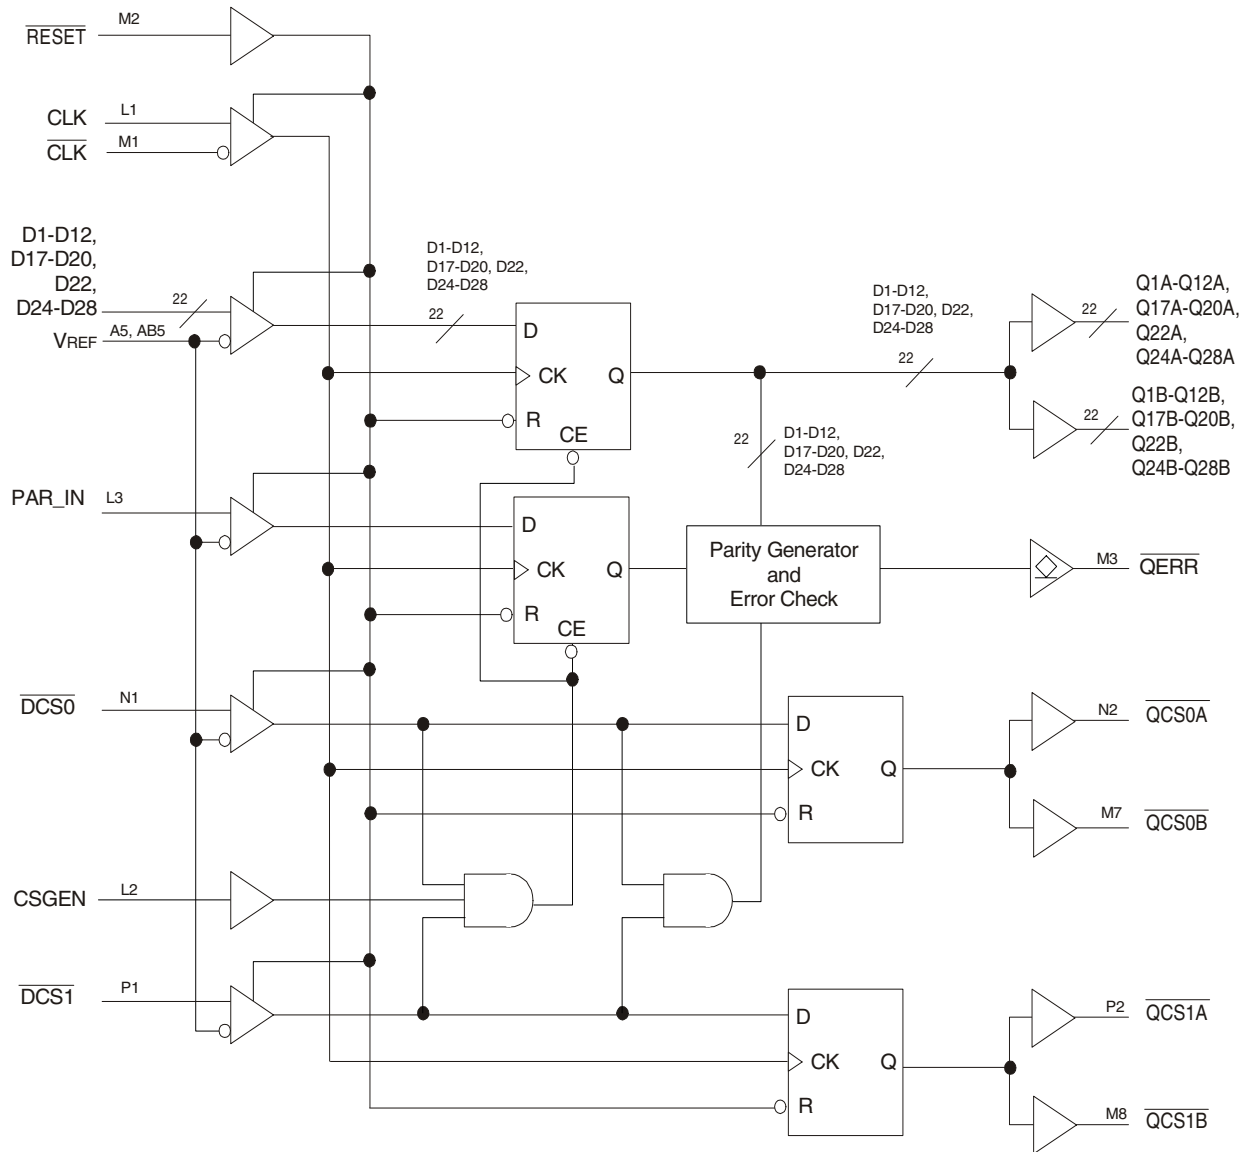 RESET
M2
CLK
L1
CLK
M1
D1-D12,
D17-D20,
D22,
D24-D28
22
VREF
A5, AB5
D1-D12,
D17-D20, D22,
D24-D28
22
D
CK
Q
R
CE
D1-D12,
D17-D20, D22,
D24-D28
22
22
Q1A-Q12A,
Q17A-Q20A,
Q22A,
Q24A-Q28A
22
Q1B-Q12B,
Q17B-Q20B,
Q22B,
Q24B-Q28B
22
D1-D12,
D17-D20, D22,
D24-D28
PAR_IN
L3
D
CK
Q
R
CE
Parity Generator
and
Error Check
M3
QERR
DCS0
N1
D
CK
Q
R
N2
QCS0A
M7
QCS0B
CSGEN
L2
DCS1
P1
D
CK
Q
R
P2
QCS1A
M8
QCS1B